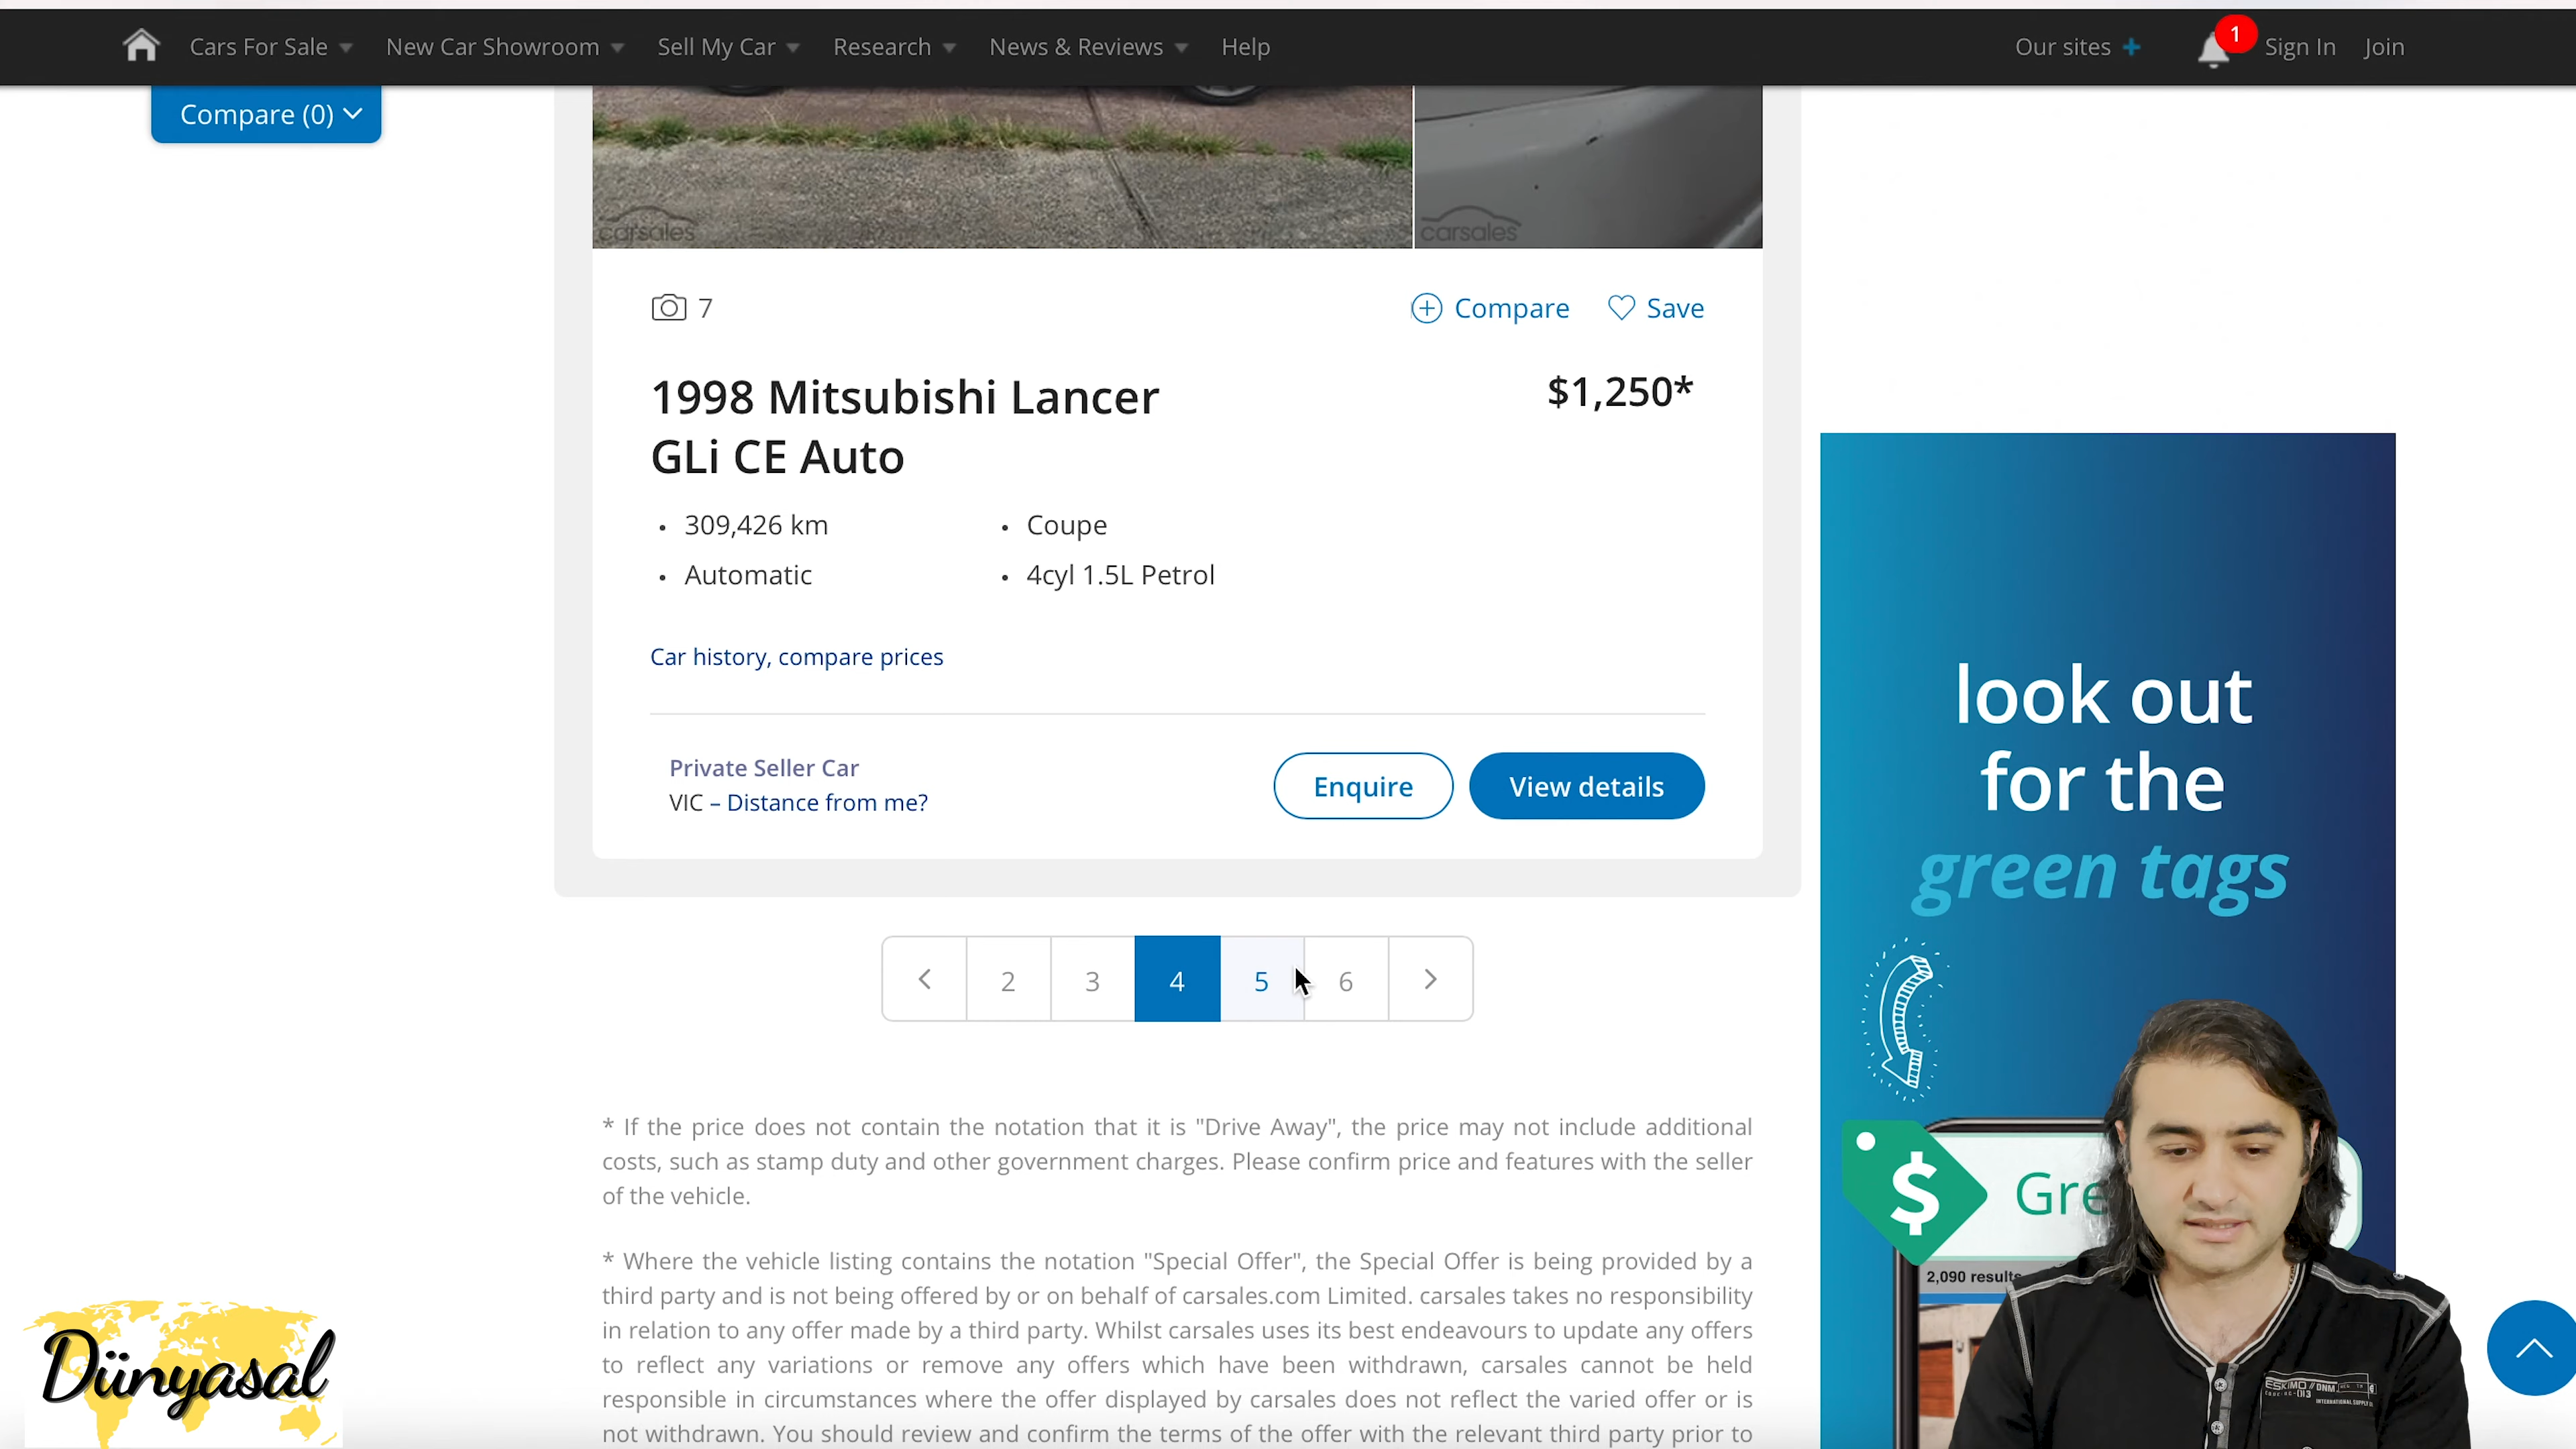 Cars For Sale New Car Showroom Sell My Car Research News & Reviews Help Our sites + 1 Sign In Join
Compare (0)
carsales carsales
7 Compare Save
1998 Mitsubishi Lancer $1,250*
GLi CE Auto
• 309,426 km • Coupe
• Automatic • 4cyl 1.5L Petrol
Car history, compare prices
Private Seller Car
VIC – Distance from me?
Enquire View details
2 3 4 5 6
* If the price does not contain the notation that it is "Drive Away", the price may not include additional
costs, such as stamp duty and other government charges. Please confirm price and features with the seller
of the vehicle.
* Where the vehicle listing contains the notation "Special Offer", the Special Offer is being provided by a
third party and is not being offered by or on behalf of carsales.com Limited. carsales takes no responsibility
in relation to any offer made by a third party. Whilst carsales uses its best endeavours to update any offers
to reflect any variations or remove any offers which have been withdrawn, carsales cannot be held
responsible in circumstances where the offer displayed by carsales does not reflect the varied offer or is
not withdrawn. You should review and confirm the terms of the offer with the relevant third party prior to
look out
for the
green tags
$ Gre
2,090 results
ESKIMO // DNM
Dünyasal